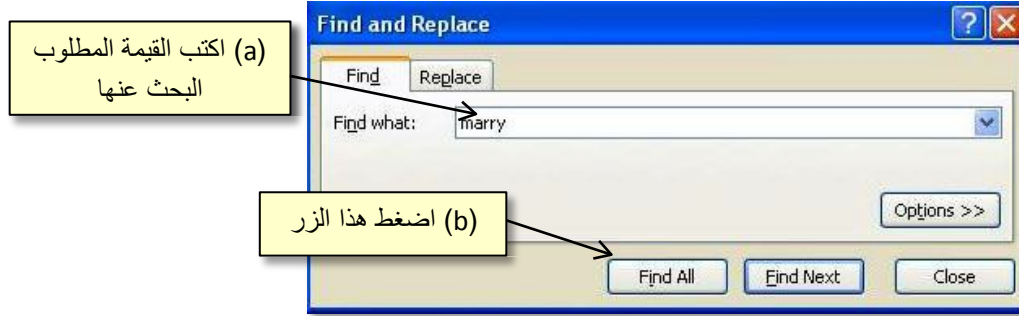 Find and Replace
(a) اكتب القيمة المطلوب
البحث عنها
Find Replace
Find what: marry
Options >>
(b) اضغط هذا الزر
Find All Find Next Close